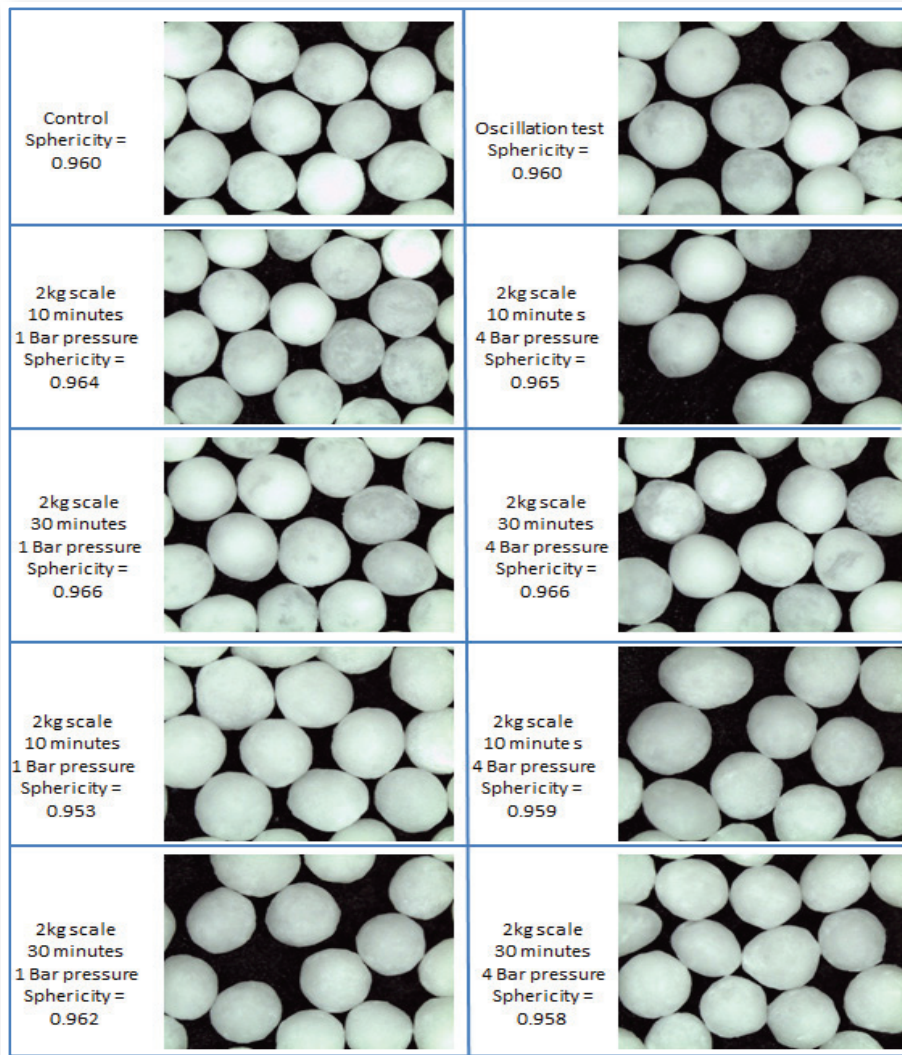 Control
Sphericity =
0.960
Oscillation test
Sphericity =
0.960
2kg scale
10 minutes
1 Bar pressure
Sphericity =
0.964
2kg scale
10 minutes
4 Bar pressure
Sphericity =
0.965
2kg scale
30 minutes
1 Bar pressure
Sphericity =
0.966
2kg scale
30 minutes
4 Bar pressure
Sphericity =
0.966
2kg scale
10 minutes
1 Bar pressure
Sphericity =
0.953
2kg scale
10 minutes
4 Bar pressure
Sphericity =
0.959
2kg scale
30 minutes
1 Bar pressure
Sphericity =
0.962
2kg scale
30 minutes
4 Bar pressure
Sphericity =
0.958